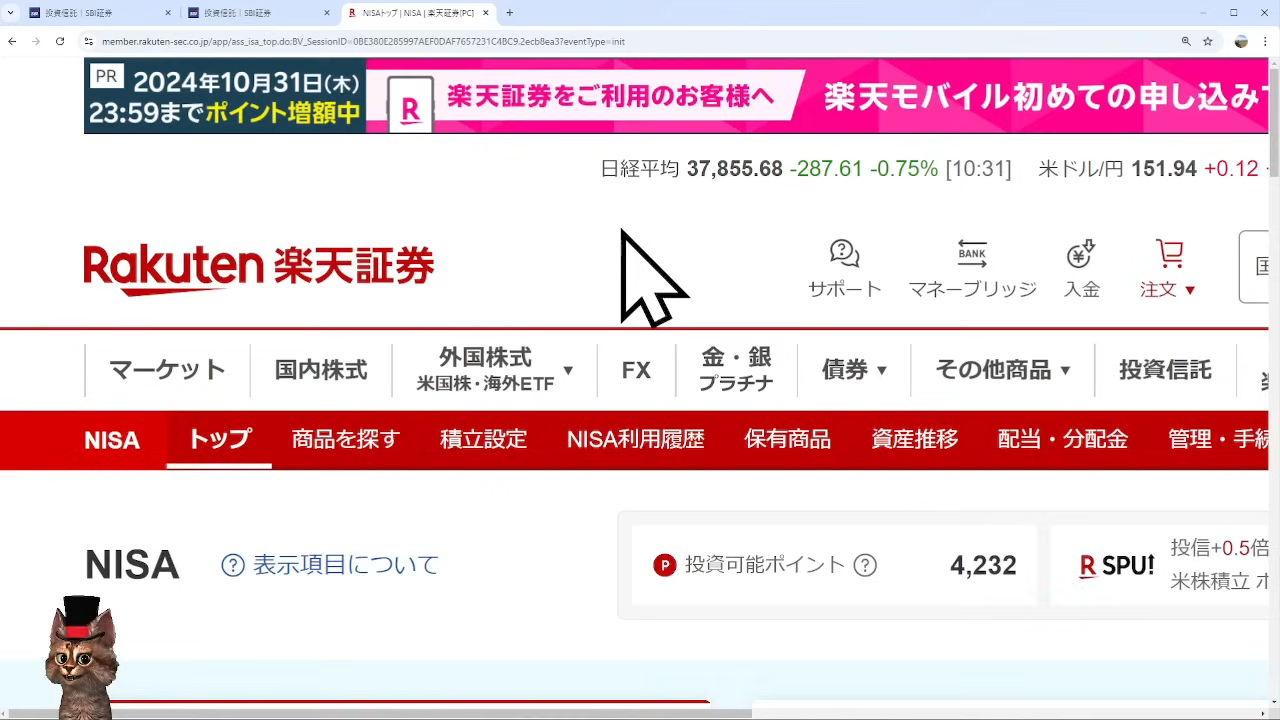 投資信託｜SBI証券
投資信託｜SBI証券
NISAトップ | NISA | 楽天証券[PC]
member.rakuten-sec.co.jp/app/ass_isa_top.do;BV_SessionID=0BE380E285997AEF0DAF7657231C4BC9.2ecb8ea3?eventType=init
PR 2024年10月31日(木)
23:59までポイント増額中
R 楽天証券をご利用のお客様へ 楽天モバイル初めての申し込み
日経平均 37,855.68 -287.61 -0.75% [10:31] 米ドル/円 151.94 +0.12
Rakuten 楽天証券
サポート
BANK マネーブリッジ
入金
注文 ▼
マーケット
国内株式
外国株式
米国株・海外ETF ▼
FX
金・銀
プラチナ
債券 ▼
その他商品 ▼
投資信託
NISA トップ 商品を探す 積立設定 NISA利用履歴 保有商品 資産推移 配当・分配金 管理・手続
NISA ? 表示項目について
P 投資可能ポイント ? 4,232
R SPU! 投信+0.5倍
米株積立 ポ